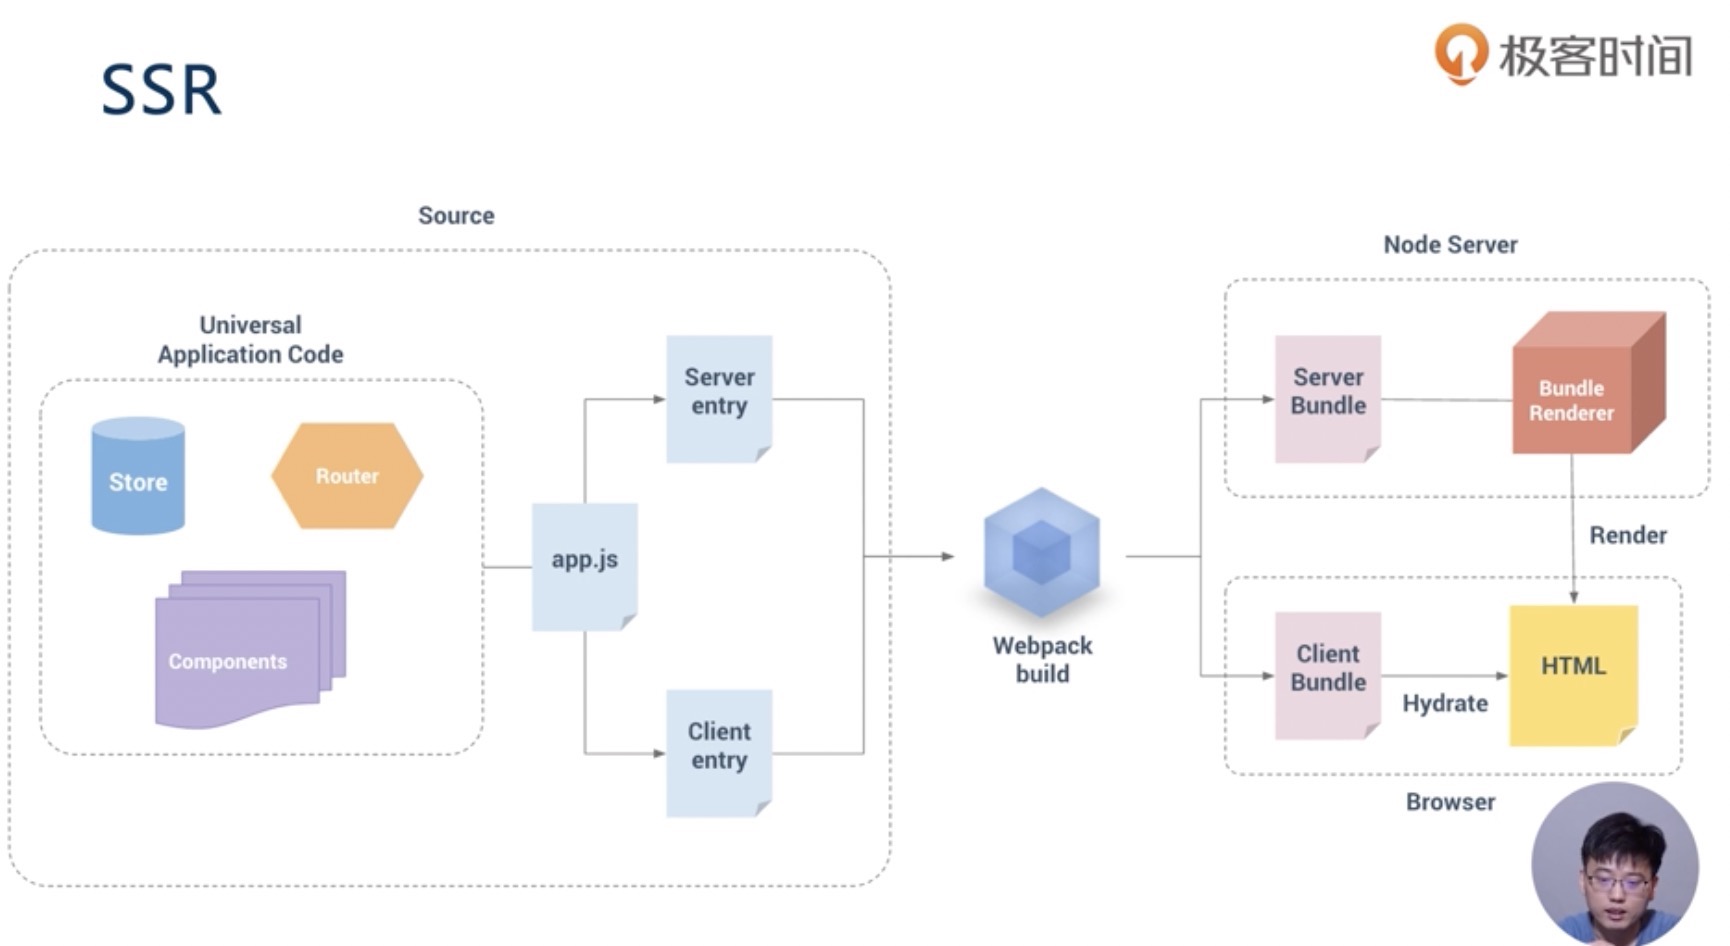 极客时间
SSR
Source
Universal
Application Code
Store
Router
Components
app.js
Server
entry
Client
entry
Webpack
build
Node Server
Server
Bundle
Bundle
Renderer
Render
Client
Bundle
Hydrate
HTML
Browser